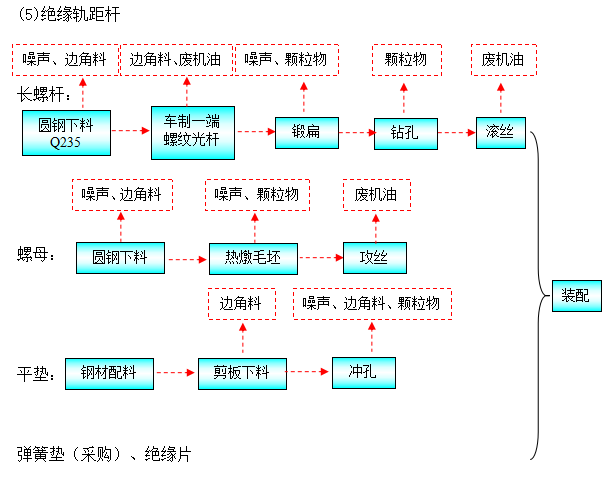 (5)绝缘轨距杆
噪声、边角料
边角料、废机油
噪声、颗粒物
颗粒物
废机油
长螺杆：
圆钢下料
Q235
车制一端
螺纹光杆
锻扁
钻孔
滚丝
噪声、边角料
噪声、颗粒物
废机油
螺母：
圆钢下料
热燉毛坯
攻丝
装配
边角料
噪声、边角料、颗粒物
平垫：
钢材配料
剪板下料
冲孔
弹簧垫（采购）、绝缘片